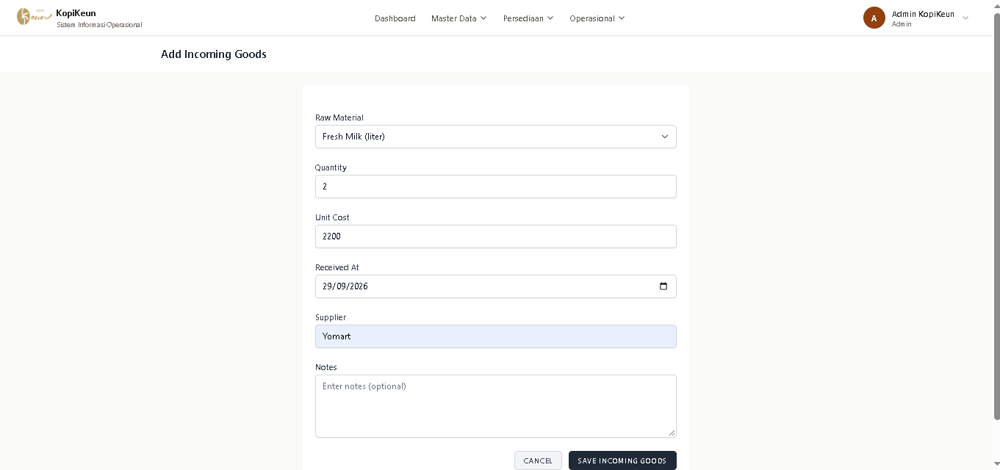 Keun
KopiKeun
Sistem Informasi Operasional
Dashboard
Master Data
Persediaan
Operasional
A
Admin KopiKeun
Admin
Add Incoming Goods
Raw Material
Fresh Milk (liter)
Quantity
2
Unit Cost
2200
Received At
29/09/2026
Supplier
Yomart
Notes
Enter notes (optional)
CANCEL
SAVE INCOMING GOODS